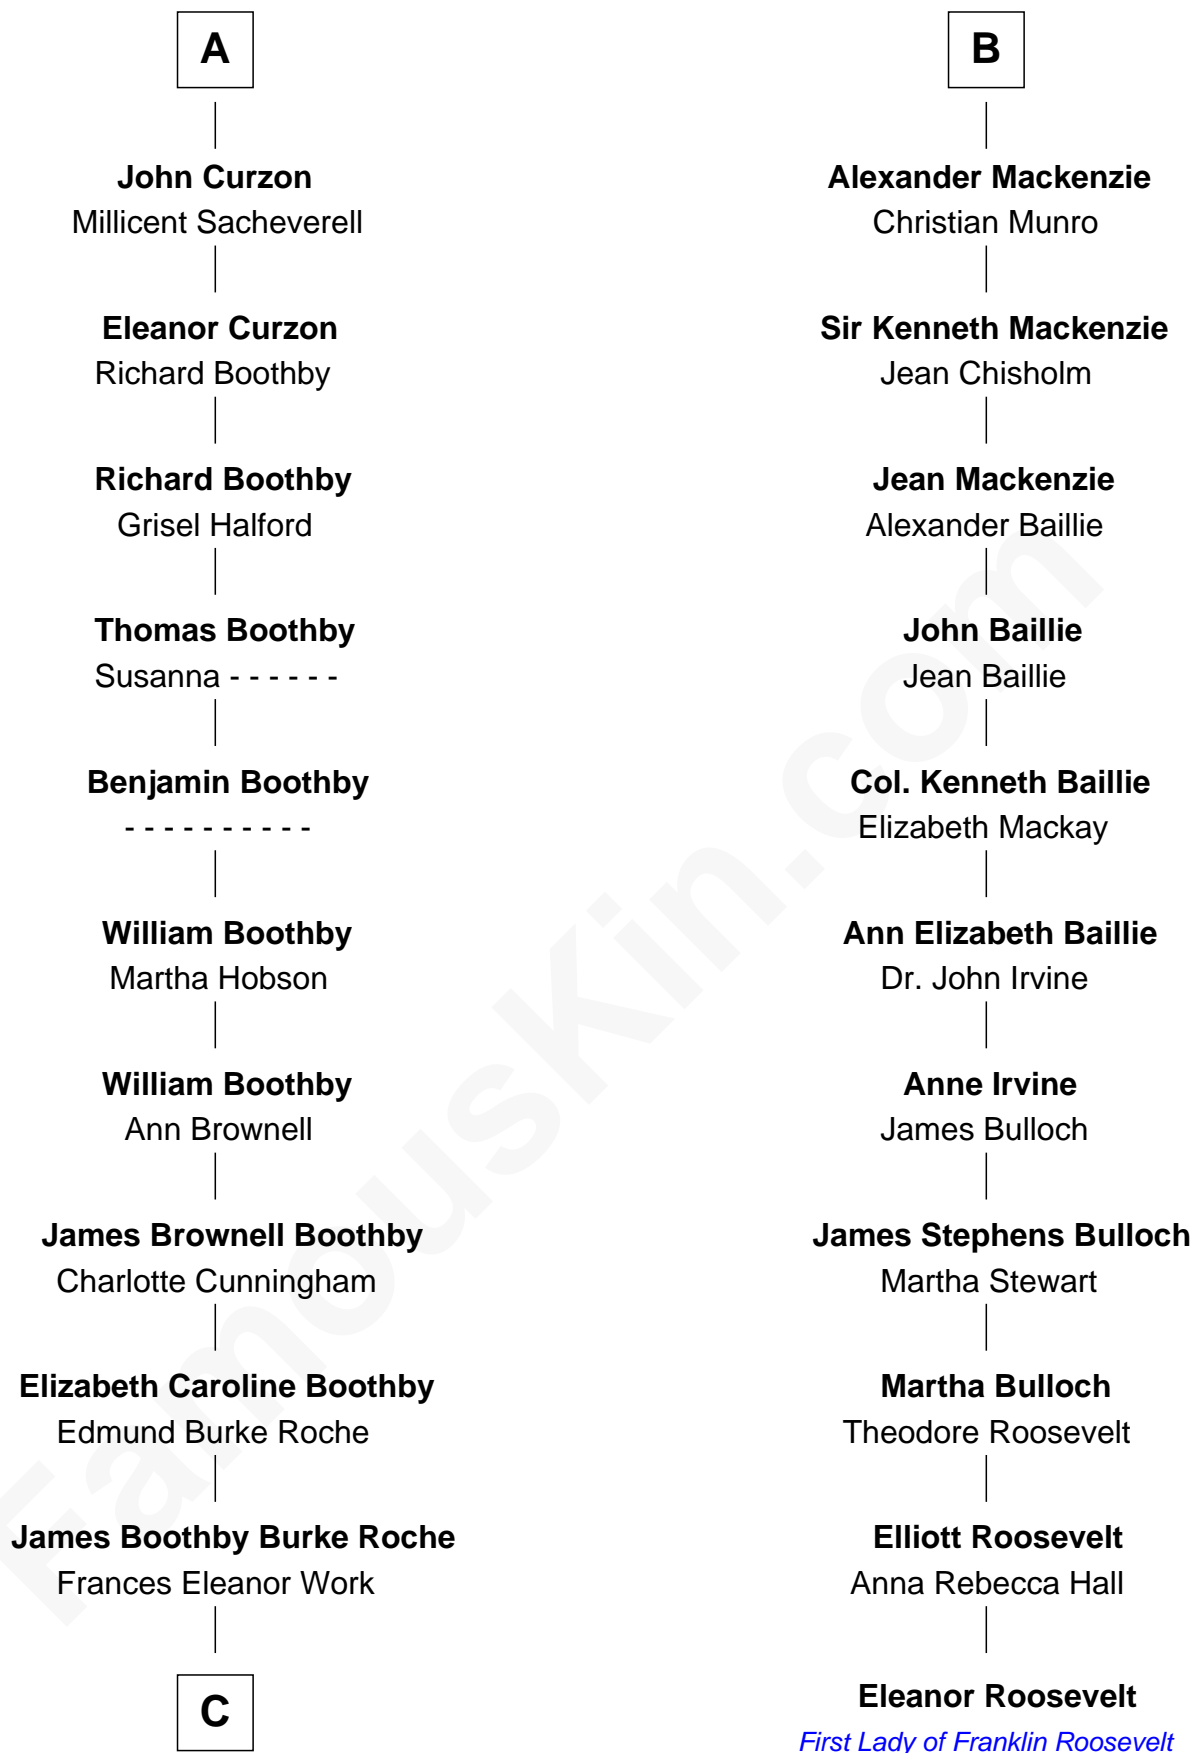 A
John Curzon
Millicent Sacheverell
Eleanor Curzon
Richard Boothby
Richard Boothby
Grisel Halford
Thomas Boothby
Susanna - - - - - -
Benjamin Boothby
- - - - - - - - - -
William Boothby
Martha Hobson
William Boothby
Ann Brownell
James Brownell Boothby
Charlotte Cunningham
Elizabeth Caroline Boothby
Edmund Burke Roche
James Boothby Burke Roche
Frances Eleanor Work
C
B
Alexander Mackenzie
Christian Munro
Sir Kenneth Mackenzie
Jean Chisholm
Jean Mackenzie
Alexander Baillie
John Baillie
Jean Baillie
Col. Kenneth Baillie
Elizabeth Mackay
Ann Elizabeth Baillie
Dr. John Irvine
Anne Irvine
James Bulloch
James Stephens Bulloch
Martha Stewart
Martha Bulloch
Theodore Roosevelt
Elliott Roosevelt
Anna Rebecca Hall
Eleanor Roosevelt
First Lady of Franklin Roosevelt
FamousKin.com